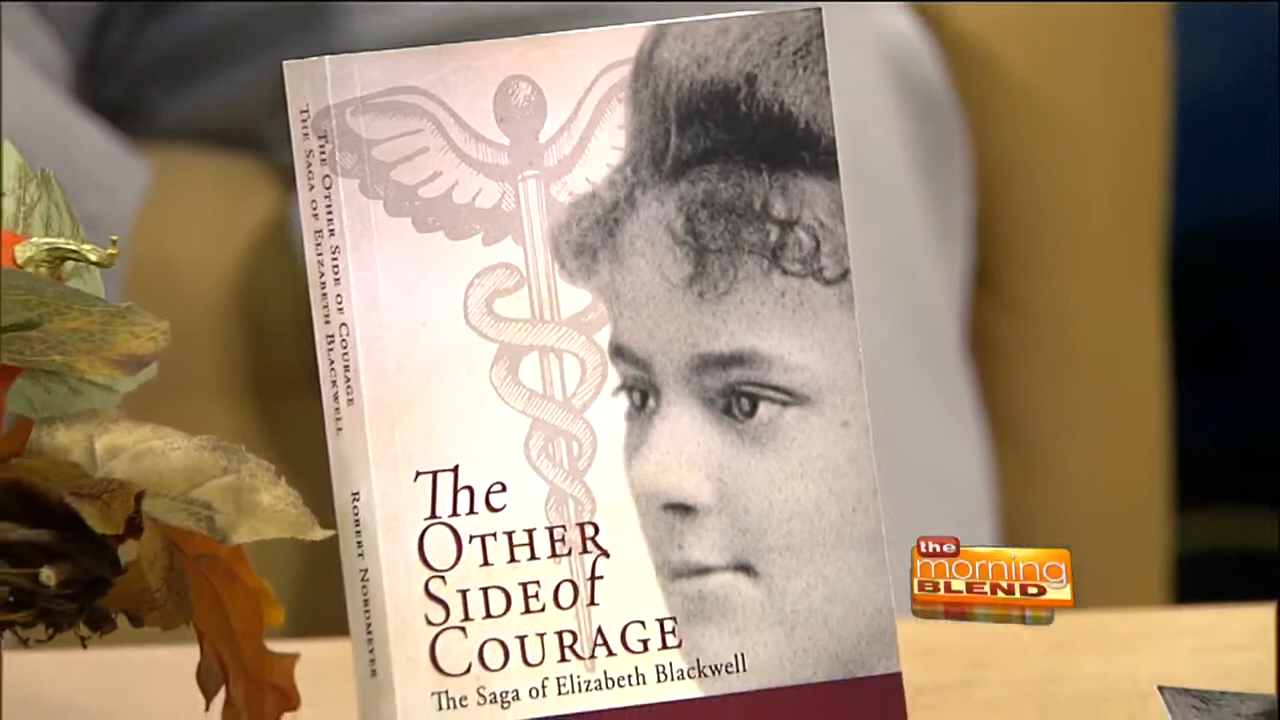 The Other Side of Courage
The Saga of Elizabeth Blackwell
Robert Nordmeyer
The
Other
Side of
Courage
The Saga of Elizabeth Blackwell
the
morning
BLEND